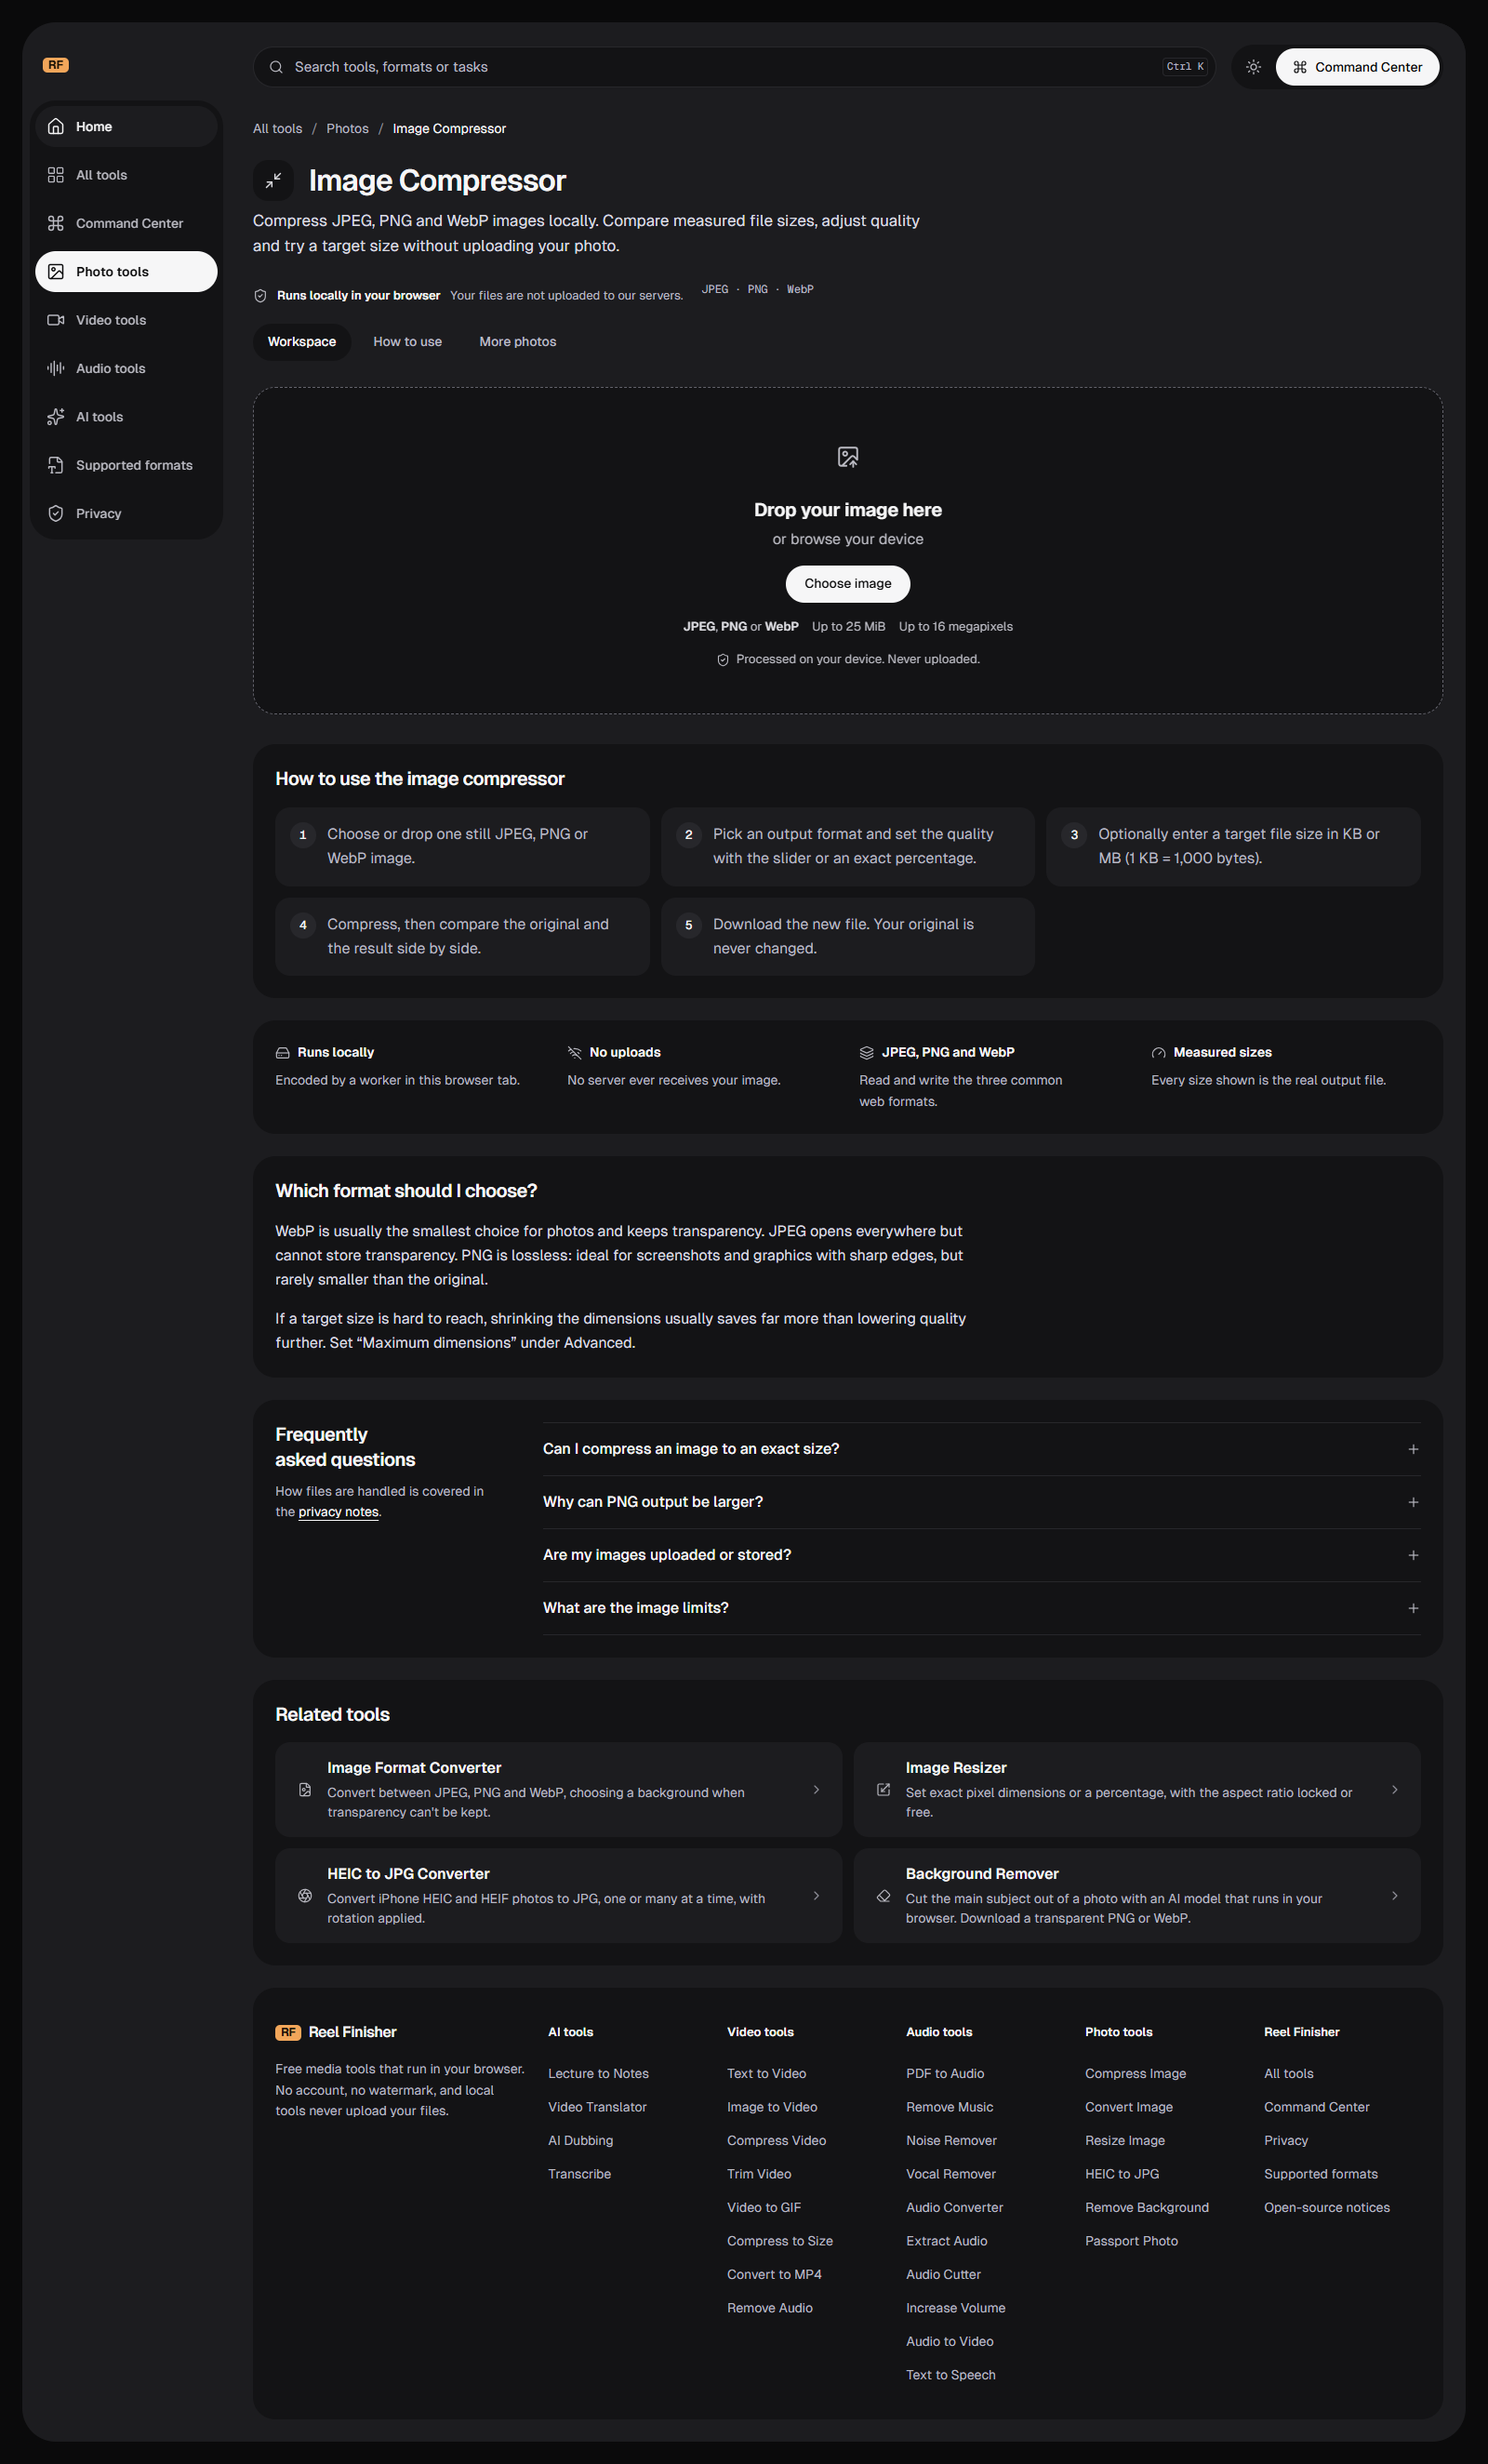 RF
Search tools, formats or tasks
Ctrl K
Command Center
Home
All tools
Command Center
Photo tools
Video tools
Audio tools
AI tools
Supported formats
Privacy
All tools / Photos / Image Compressor
Image Compressor
Compress JPEG, PNG and WebP images locally. Compare measured file sizes, adjust quality
and try a target size without uploading your photo.
Runs locally in your browser Your files are not uploaded to our servers. JPEG · PNG · WebP
Workspace How to use More photos
Drop your image here
or browse your device
Choose image
JPEG, PNG or WebP Up to 25 MiB Up to 16 megapixels
Processed on your device. Never uploaded.
How to use the image compressor
1 Choose or drop one still JPEG, PNG or
WebP image.
2 Pick an output format and set the quality
with the slider or an exact percentage.
3 Optionally enter a target file size in KB or
MB (1 KB = 1,000 bytes).
4 Compress, then compare the original and
the result side by side.
5 Download the new file. Your original is
never changed.
Runs locally
Encoded by a worker in this browser tab.
No uploads
No server ever receives your image.
JPEG, PNG and WebP
Read and write the three common
web formats.
Measured sizes
Every size shown is the real output file.
Which format should I choose?
WebP is usually the smallest choice for photos and keeps transparency. JPEG opens everywhere but
cannot store transparency. PNG is lossless: ideal for screenshots and graphics with sharp edges, but
rarely smaller than the original.
If a target size is hard to reach, shrinking the dimensions usually saves far more than lowering quality
further. Set “Maximum dimensions” under Advanced.
Frequently
asked questions
How files are handled is covered in
the privacy notes.
Can I compress an image to an exact size?
Why can PNG output be larger?
Are my images uploaded or stored?
What are the image limits?
Related tools
Image Format Converter
Convert between JPEG, PNG and WebP, choosing a background when
transparency can't be kept.
Image Resizer
Set exact pixel dimensions or a percentage, with the aspect ratio locked or
free.
HEIC to JPG Converter
Convert iPhone HEIC and HEIF photos to JPG, one or many at a time, with
rotation applied.
Background Remover
Cut the main subject out of a photo with an AI model that runs in your
browser. Download a transparent PNG or WebP.
RF Reel Finisher
Free media tools that run in your browser.
No account, no watermark, and local
tools never upload your files.
AI tools
Lecture to Notes
Video Translator
AI Dubbing
Transcribe
Video tools
Text to Video
Image to Video
Compress Video
Trim Video
Video to GIF
Compress to Size
Convert to MP4
Remove Audio
Audio tools
PDF to Audio
Remove Music
Noise Remover
Vocal Remover
Audio Converter
Extract Audio
Audio Cutter
Increase Volume
Audio to Video
Text to Speech
Photo tools
Compress Image
Convert Image
Resize Image
HEIC to JPG
Remove Background
Passport Photo
Reel Finisher
All tools
Command Center
Privacy
Supported formats
Open-source notices